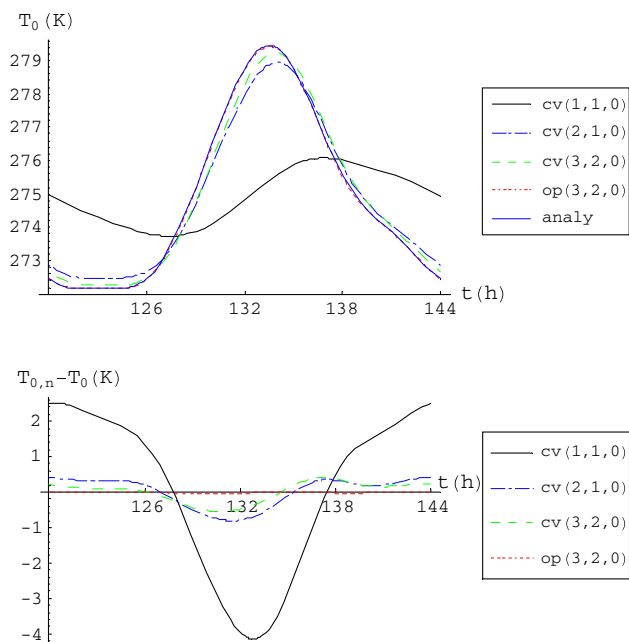 T0 (K)
279
278
277
276
275
274
273
126
132
138
144
t (h)
cv(1,1,0)
cv(2,1,0)
cv(3,2,0)
op(3,2,0)
analy
T0,n−T0 (K)
2
1
-1
-2
-3
-4
126
132
138
144
t (h)
cv(1,1,0)
cv(2,1,0)
cv(3,2,0)
op(3,2,0)